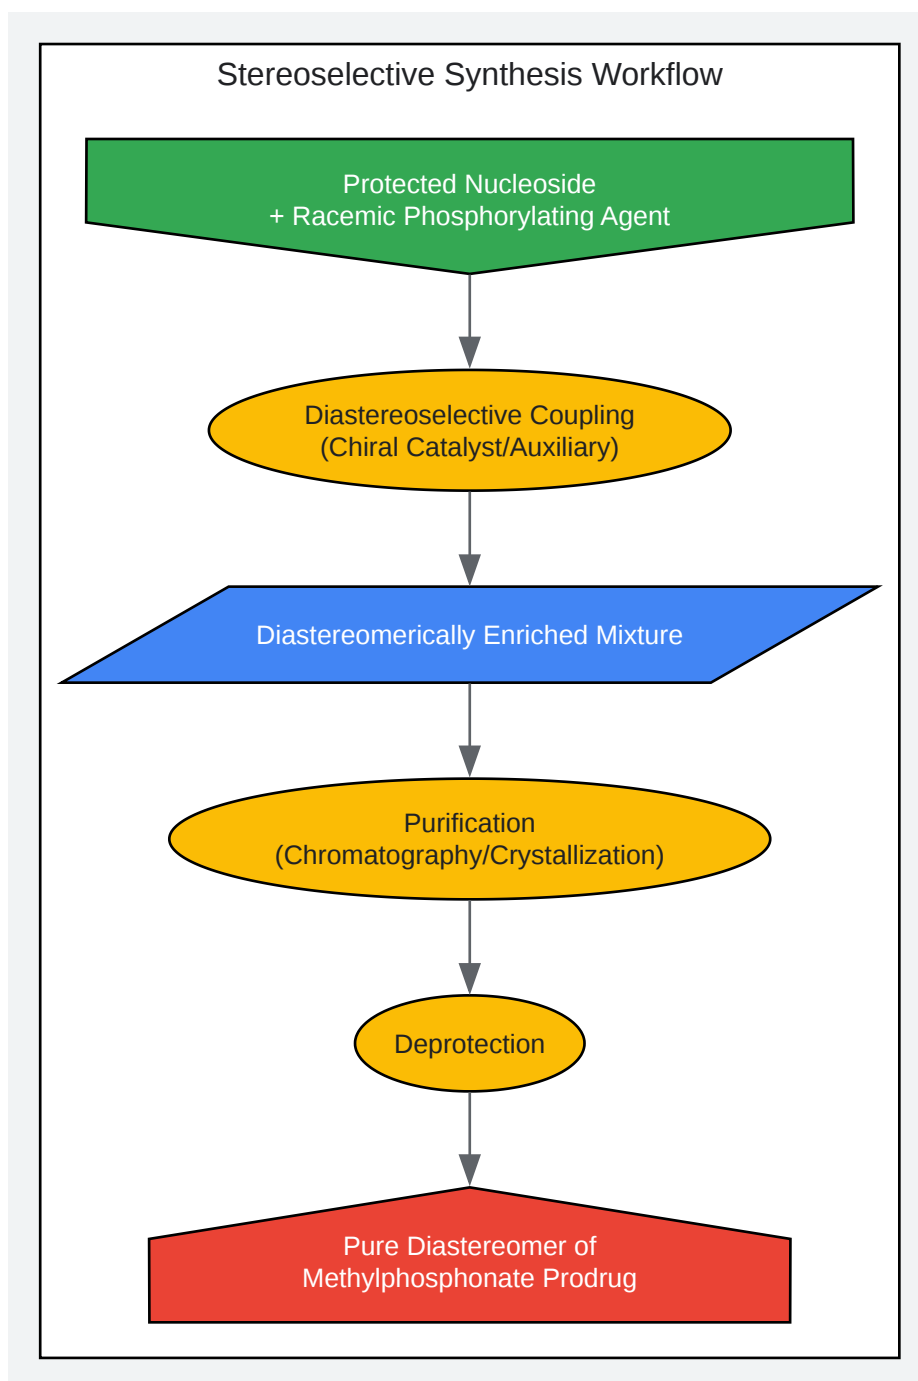 Stereoselective Synthesis Workflow
Protected Nucleoside
+ Racemic Phosphorylating Agent
Diastereoselective Coupling
(Chiral Catalyst/Auxiliary)
Diastereomerically Enriched Mixture
Purification
(Chromatography/Crystallization)
Deprotection
Pure Diastereomer of
Methylphosphonate Prodrug